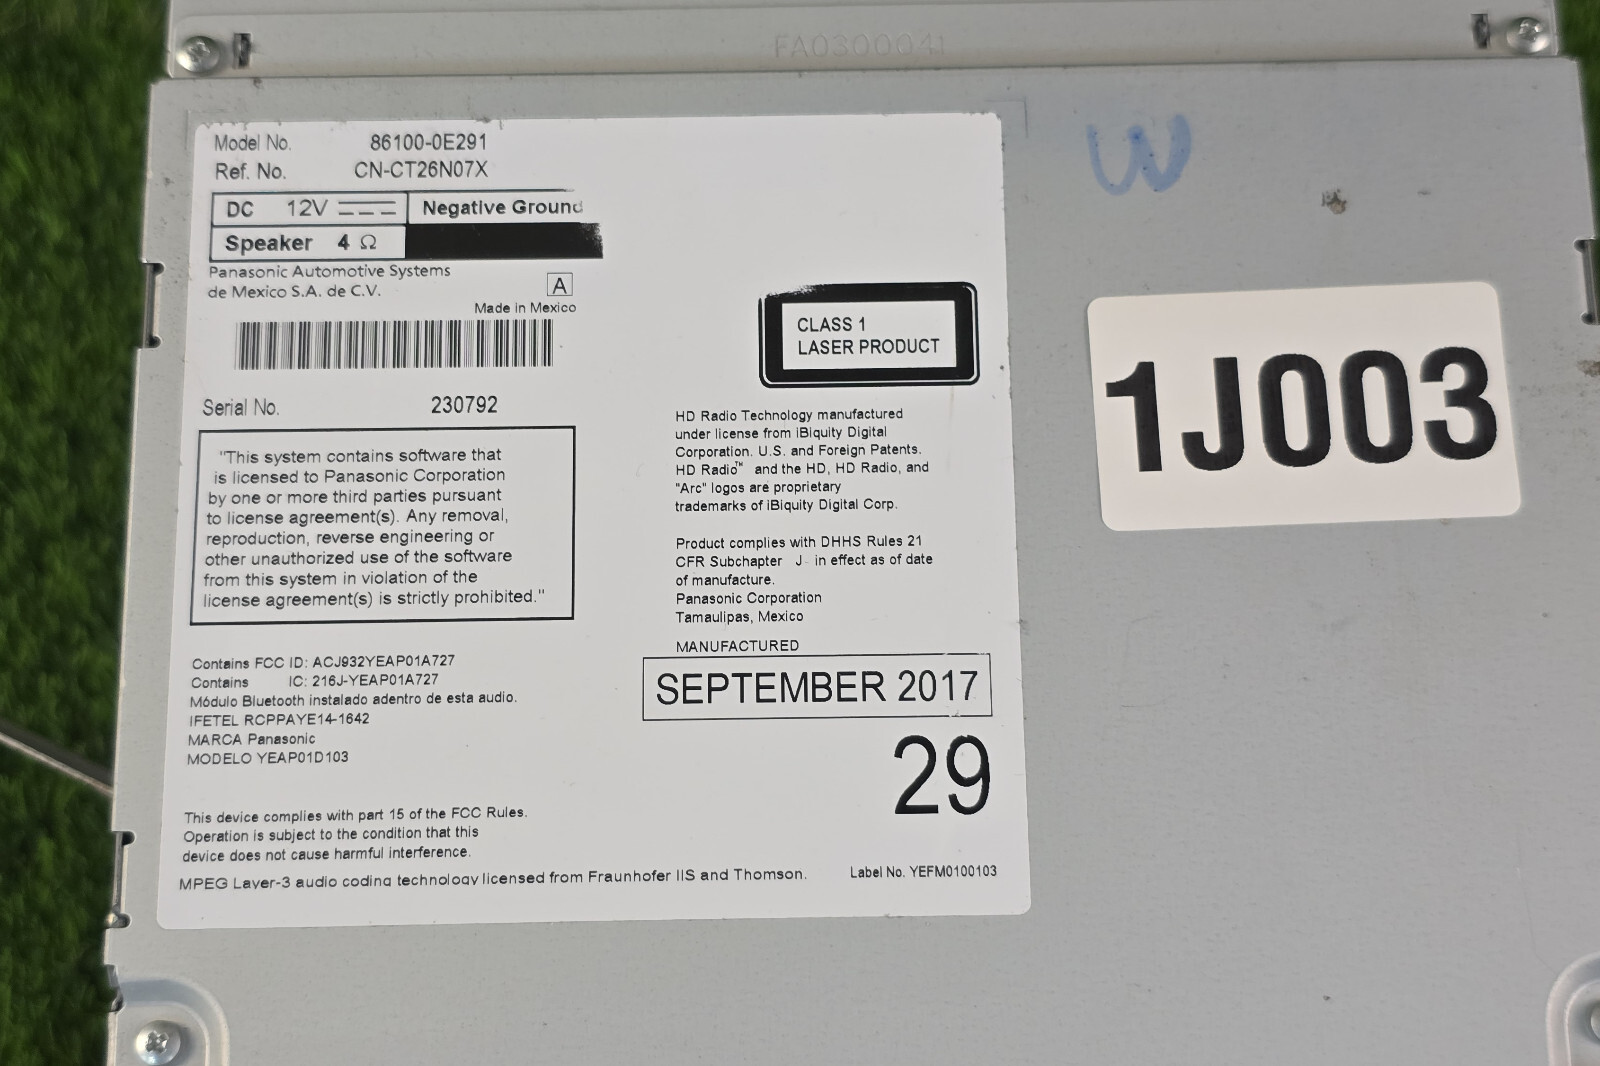 FA0300041
Model No. 86100-0E291
Ref. No. CN-CT26N07X
DC 12V Negative Ground
Speaker 4 Ω
Panasonic Automotive Systems
de Mexico S.A. de C.V.
A
Made in Mexico
Serial No. 230792
"This system contains software that
is licensed to Panasonic Corporation
by one or more third parties pursuant
to license agreement(s). Any removal,
reproduction, reverse engineering or
other unauthorized use of the software
from this system in violation of the
license agreement(s) is strictly prohibited."
Contains FCC ID: ACJ932YEAP01A727
Contains IC: 216J-YEAP01A727
Módulo Bluetooth instalado adentro de esta audio.
IFETEL RCPPAYE14-1642
MARCA Panasonic
MODELO YEAP01D103
This device complies with part 15 of the FCC Rules.
Operation is subject to the condition that this
device does not cause harmful interference.
MPEG Layer-3 audio coding technology licensed from Fraunhofer IIS and Thomson.
CLASS 1
LASER PRODUCT
HD Radio Technology manufactured
under license from iBiquity Digital
Corporation. U.S. and Foreign Patents.
HD Radio™ and the HD, HD Radio, and
"Arc" logos are proprietary
trademarks of iBiquity Digital Corp.
Product complies with DHHS Rules 21
CFR Subchapter J in effect as of date
of manufacture.
Panasonic Corporation
Tamaulipas, Mexico
MANUFACTURED
SEPTEMBER 2017
29
Label No. YEFM0100103
W
1J003